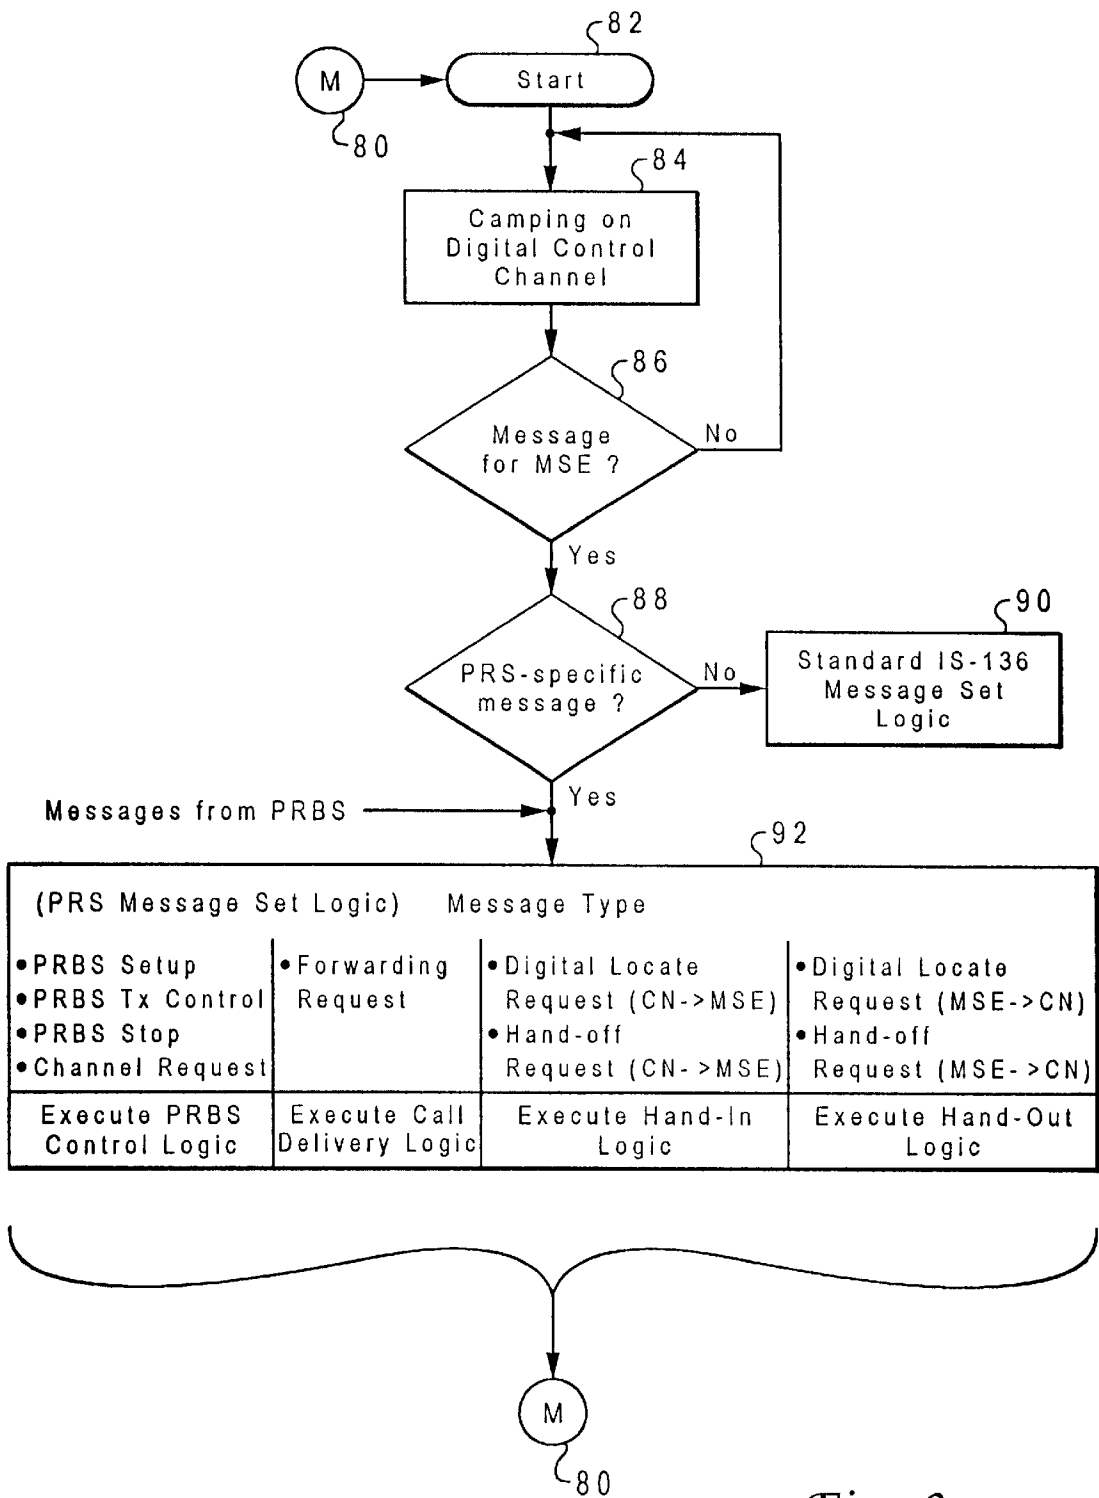 82
M
Start
80
84
Camping on
Digital Control
Channel
86
Message
for MSE ?
No
Yes
88
90
PRS-specific
message ?
No
Standard IS-136
Message Set
Logic
Yes
Messages from PRBS
92
(PRS Message Set Logic) Message Type
•PRBS Setup
•PRBS Tx Control
•PRBS Stop
•Channel Request
•Forwarding
Request
•Digital Locate
Request (CN->MSE)
•Hand-off
Request (CN->MSE)
•Digital Locate
Request (MSE->CN)
•Hand-off
Request (MSE->CN)
Execute PRBS
Control Logic
Execute Call
Delivery Logic
Execute Hand-In
Logic
Execute Hand-Out
Logic
M
80